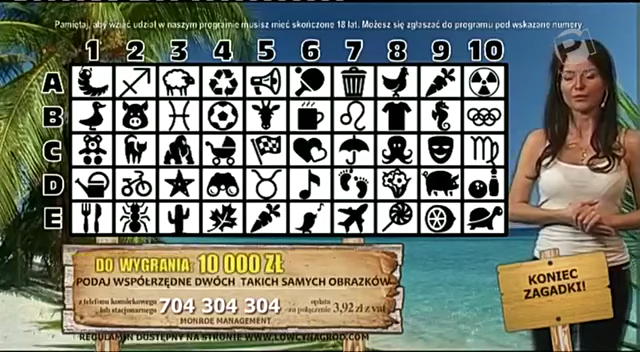 Pamiętaj, aby wziąć udział w naszym programie musisz mieć skończone 18 lat. Możesz się zgłaszać do programu pod wskazane numery.
1 2 3 4 5 6 7 8 9 10
A
B
C
D
E
DO WYGRANIA: 10 000 ZŁ
PODAJ WSPÓŁRZĘDNE DWÓCH TAKICH SAMYCH OBRAZKÓW
z telefonu komórkowego
lub stacjonarnego 704 304 304 opłata za połączenie 3,92 zł z vat
MONROE MANAGEMENT
REGULAMIN DOSTĘPNY NA STRONIE WWW.LOWCYNAGROD.COM
KONIEC
ZAGADKI!